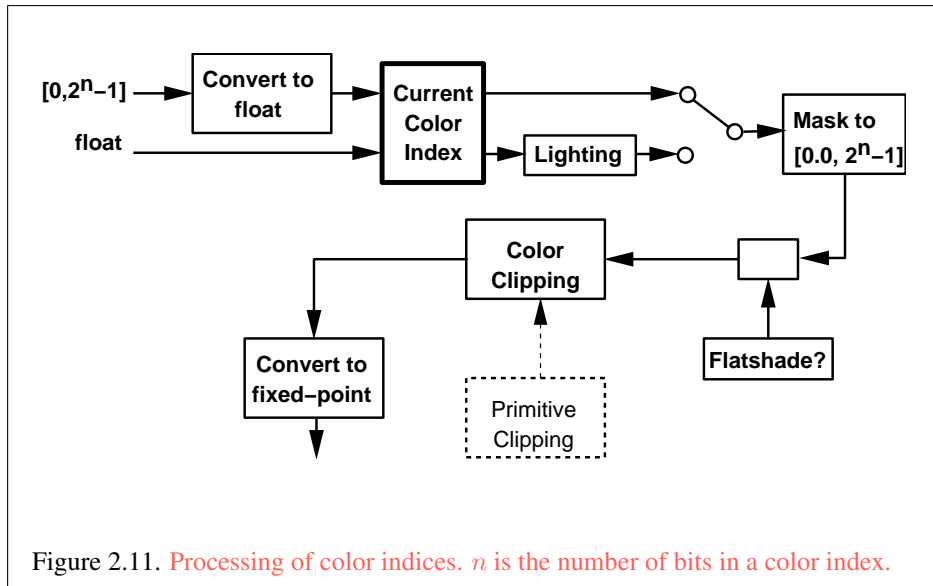 [0,2ⁿ−1]
Convert to
float
float
Current
Color
Index
Lighting
Mask to
[0.0, 2ⁿ−1]
Color
Clipping
Flatshade?
Convert to
fixed−point
Primitive
Clipping
Figure 2.11. Processing of color indices. n is the number of bits in a color index.